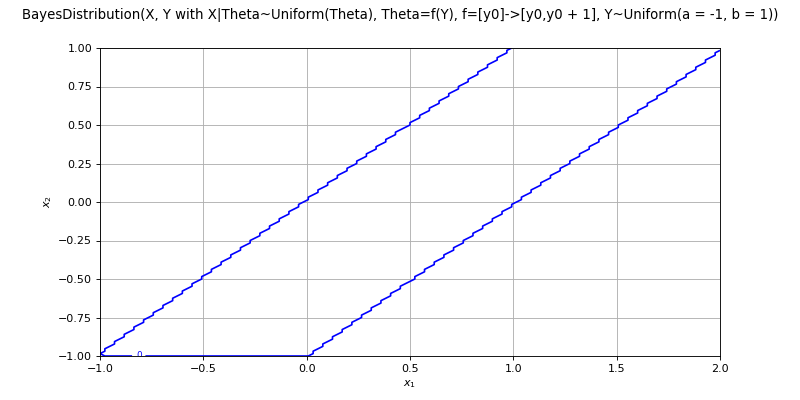 BayesDistribution(X, Y with X|Theta~Uniform(Theta), Theta=f(Y), f=[y0]->[y0,y0 + 1], Y~Uniform(a = -1, b = 1))
1.00
0.75
0.50
0.25
0.00
−0.25
−0.50
−0.75
−1.00
x₂
0
−1.0 −0.5 0.0 0.5 1.0 1.5 2.0
x₁